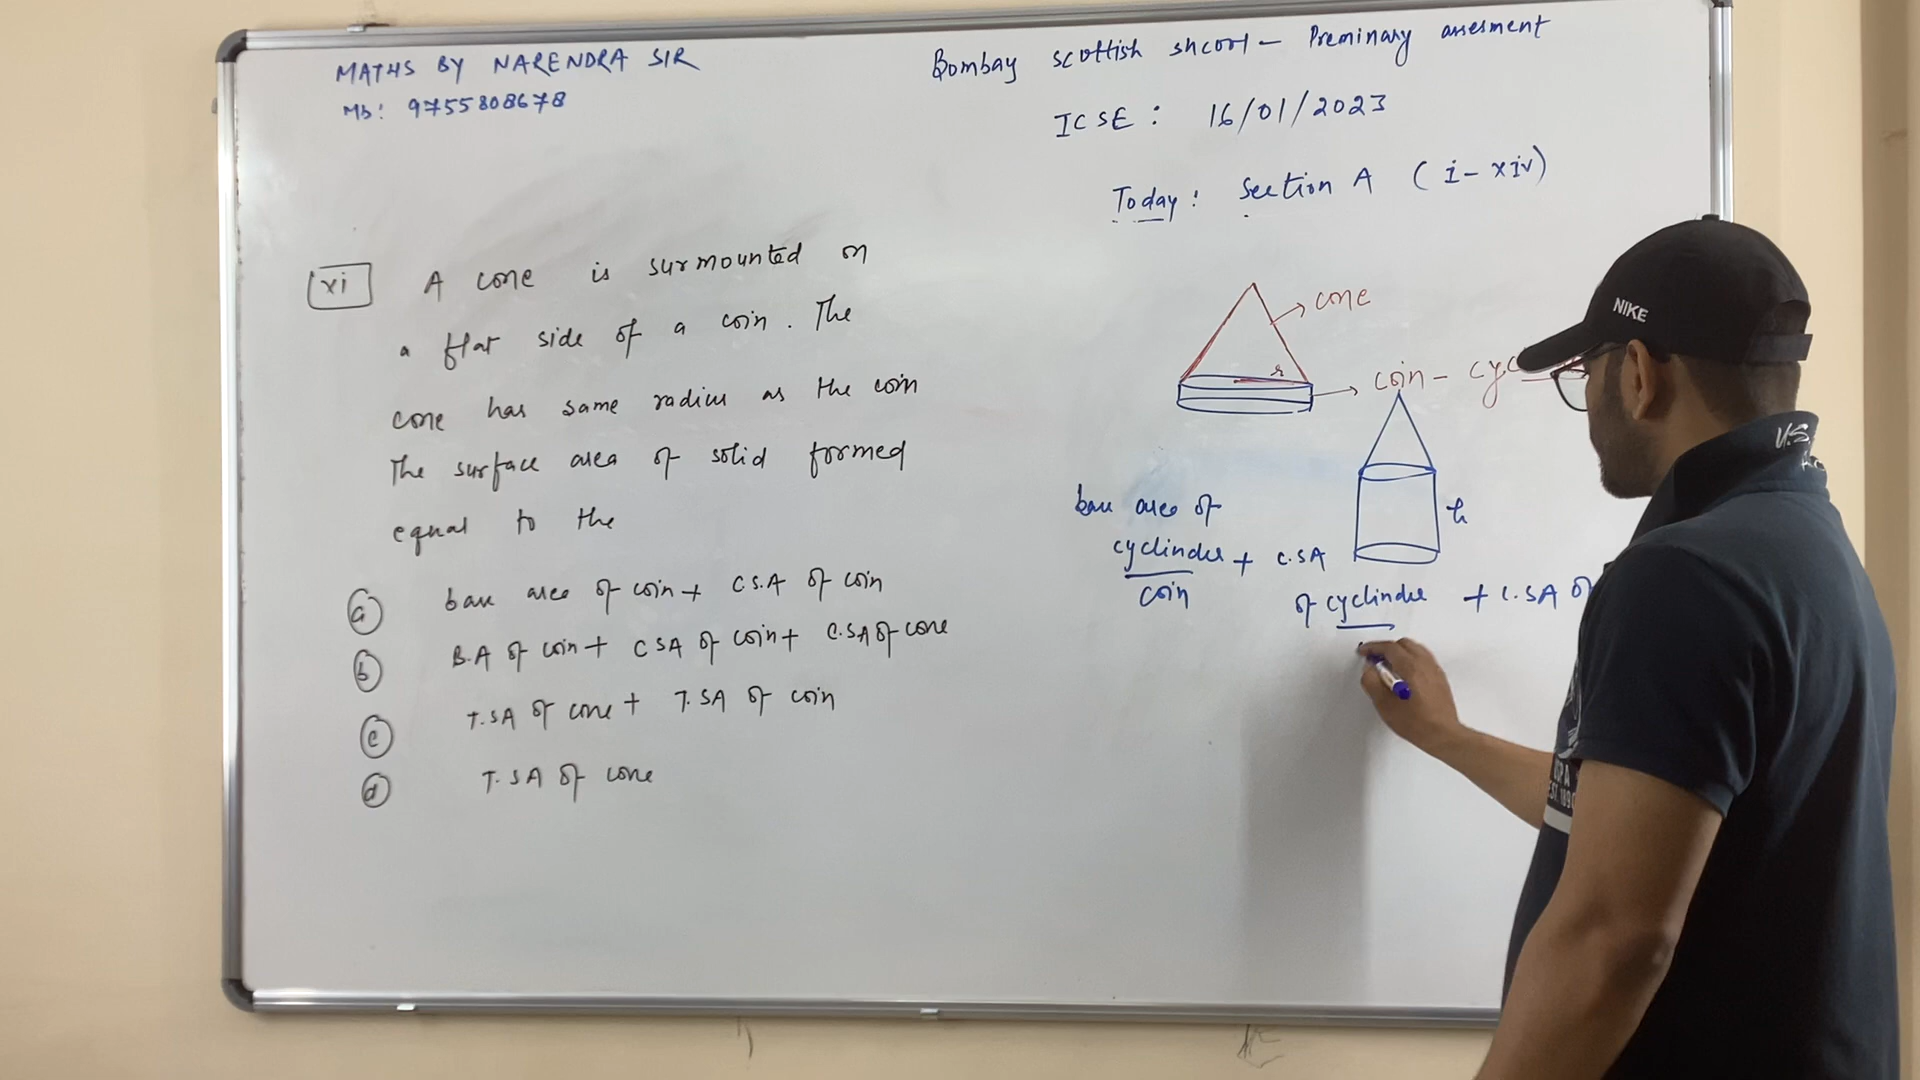 MATHS BY NARENDRA SIR
Mb: 9755808678
Bombay scottish shcool - Preminary assesment
ICSE : 16/01/2023
Today : Section A ( i - xiv)
xi A cone is surmounted on
a flat side of a coin. The
cone has same radius as the coin
The surface area of solid formed
equal to the
a base area of coin + C.S.A of coin
b B.A of coin + CSA of coin + C.SA of cone
c T.SA of cone + T.SA of coin
d T.SA of cone
cone
r
coin - cyc
h
base area of
cylinder + C.SA
coin
of cylinder + C.SA of
NIKE
V.S.